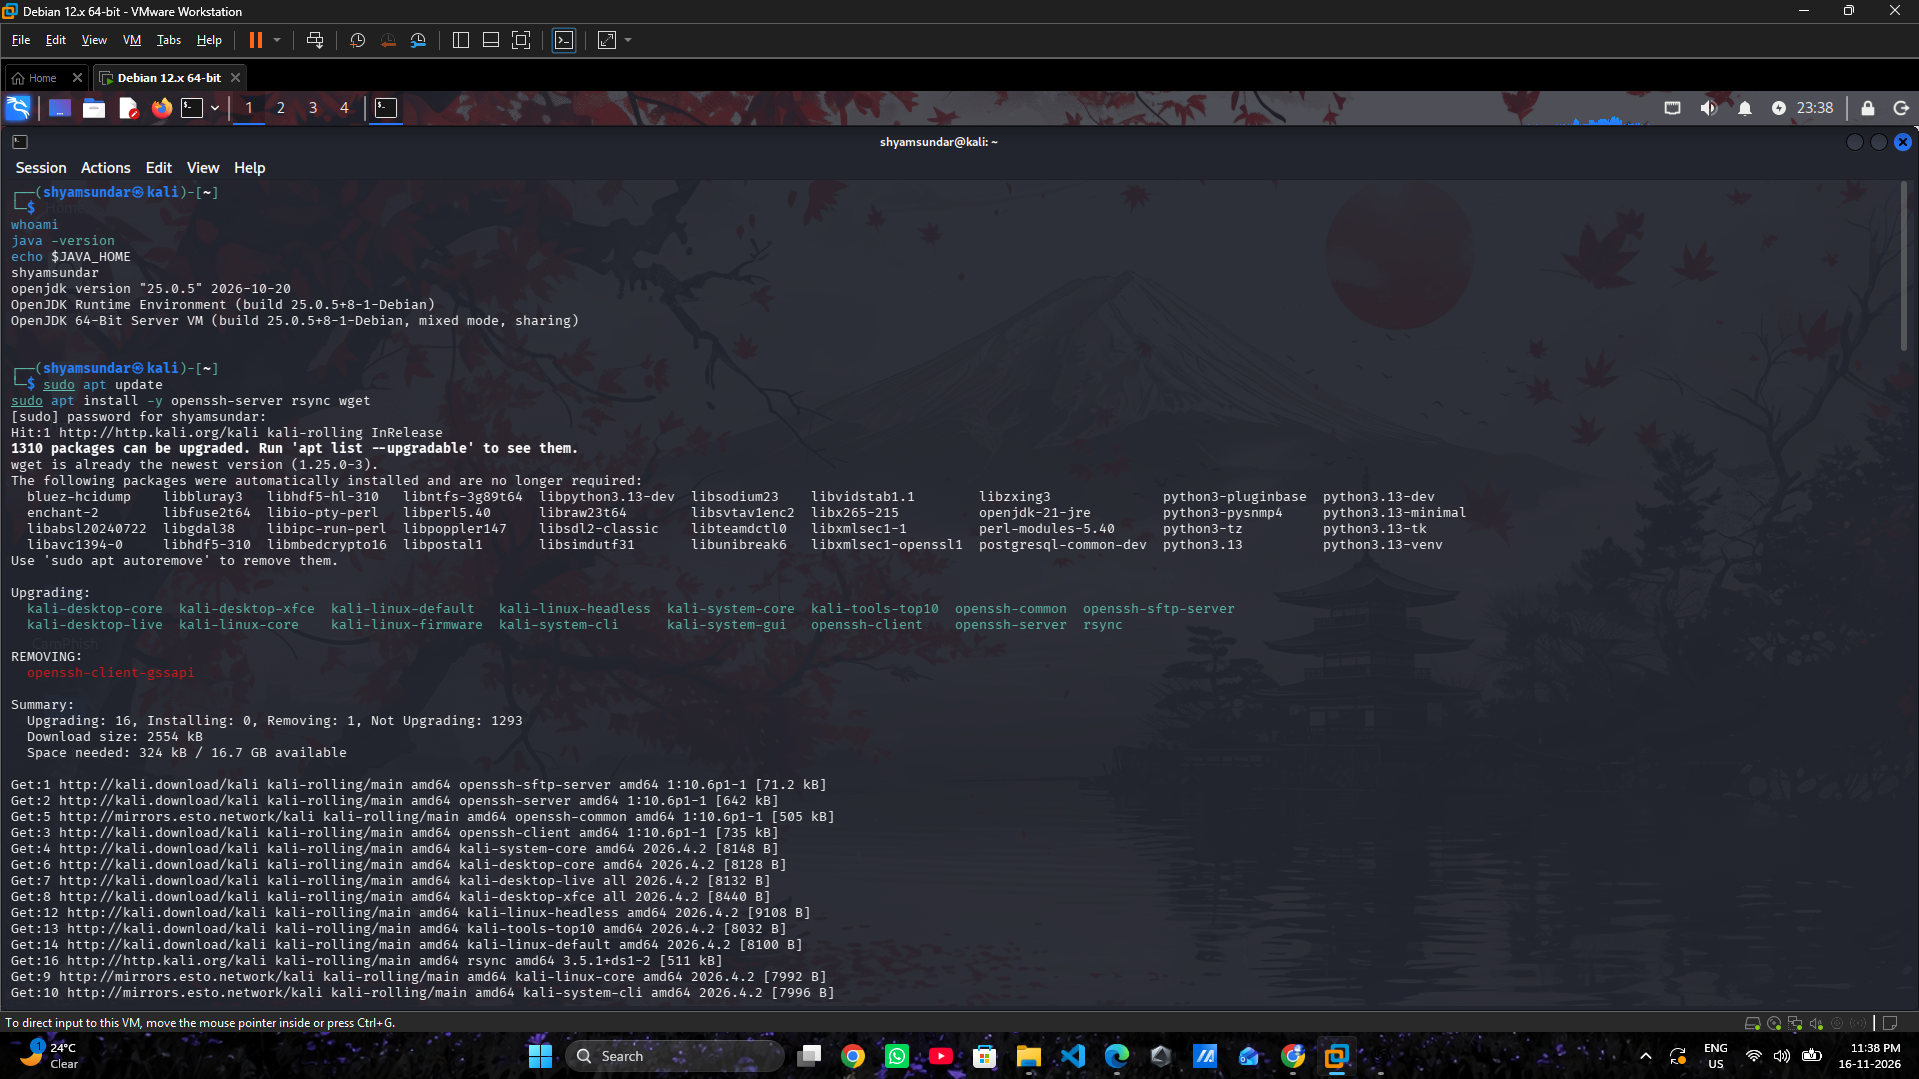 Debian 12.x 64-bit - VMware Workstation
File Edit View VM Tabs Help
Home Debian 12.x 64-bit
1 2 3 4 23:38
shyamsundar@kali: ~
Session Actions Edit View Help
┌──(shyamsundar㉿kali)-[~]
└─$
whoami
java -version
echo $JAVA_HOME
shyamsundar
openjdk version "25.0.5" 2026-10-20
OpenJDK Runtime Environment (build 25.0.5+8-1-Debian)
OpenJDK 64-Bit Server VM (build 25.0.5+8-1-Debian, mixed mode, sharing)
┌──(shyamsundar㉿kali)-[~]
└─$ sudo apt update
sudo apt install -y openssh-server rsync wget
[sudo] password for shyamsundar:
Hit:1 http://http.kali.org/kali kali-rolling InRelease
1310 packages can be upgraded. Run 'apt list --upgradable' to see them.
wget is already the newest version (1.25.0-3).
The following packages were automatically installed and are no longer required:
bluez-hcidump libbluray3 libhdf5-hl-310 libntfs-3g89t64 libpython3.13-dev libsodium23 libvidstab1.1 libzxing3 python3-pluginbase python3.13-dev
enchant-2 libfuse2t64 libio-pty-perl libperl5.40 libraw23t64 libsvtav1enc2 libx265-215 openjdk-21-jre python3-pysnmp4 python3.13-minimal
libabsl20240722 libgdal38 libipc-run-perl libpoppler147 libsdl2-classic libteamdctl0 libxmlsec1-1 perl-modules-5.40 python3-tz python3.13-tk
libavc1394-0 libhdf5-310 libmbedcrypto16 libpostal1 libsimdutf31 libunibreak6 libxmlsec1-openssl1 postgresql-common-dev python3.13 python3.13-venv
Use 'sudo apt autoremove' to remove them.
Upgrading:
kali-desktop-core kali-desktop-xfce kali-linux-default kali-linux-headless kali-system-core kali-tools-top10 openssh-common openssh-sftp-server
kali-desktop-live kali-linux-core kali-linux-firmware kali-system-cli kali-system-gui openssh-client openssh-server rsync
REMOVING:
openssh-client-gssapi
Summary:
Upgrading: 16, Installing: 0, Removing: 1, Not Upgrading: 1293
Download size: 2554 kB
Space needed: 324 kB / 16.7 GB available
Get:1 http://kali.download/kali kali-rolling/main amd64 openssh-sftp-server amd64 1:10.6p1-1 [71.2 kB]
Get:2 http://kali.download/kali kali-rolling/main amd64 openssh-server amd64 1:10.6p1-1 [642 kB]
Get:5 http://mirrors.esto.network/kali kali-rolling/main amd64 openssh-common amd64 1:10.6p1-1 [505 kB]
Get:3 http://kali.download/kali kali-rolling/main amd64 openssh-client amd64 1:10.6p1-1 [735 kB]
Get:4 http://kali.download/kali kali-rolling/main amd64 kali-system-core amd64 2026.4.2 [8148 B]
Get:6 http://kali.download/kali kali-rolling/main amd64 kali-desktop-core amd64 2026.4.2 [8128 B]
Get:7 http://kali.download/kali kali-rolling/main amd64 kali-desktop-live all 2026.4.2 [8132 B]
Get:8 http://kali.download/kali kali-rolling/main amd64 kali-desktop-xfce all 2026.4.2 [8440 B]
Get:12 http://kali.download/kali kali-rolling/main amd64 kali-linux-headless amd64 2026.4.2 [9108 B]
Get:13 http://kali.download/kali kali-rolling/main amd64 kali-tools-top10 amd64 2026.4.2 [8032 B]
Get:14 http://kali.download/kali kali-rolling/main amd64 kali-linux-default amd64 2026.4.2 [8100 B]
Get:16 http://http.kali.org/kali kali-rolling/main amd64 rsync amd64 3.5.1+ds1-2 [511 kB]
Get:9 http://mirrors.esto.network/kali kali-rolling/main amd64 kali-linux-core amd64 2026.4.2 [7992 B]
Get:10 http://mirrors.esto.network/kali kali-rolling/main amd64 kali-system-cli amd64 2026.4.2 [7996 B]
To direct input to this VM, move the mouse pointer inside or press Ctrl+G.
1 24°C
Clear
Search
ENG
US
11:38 PM
16-11-2026